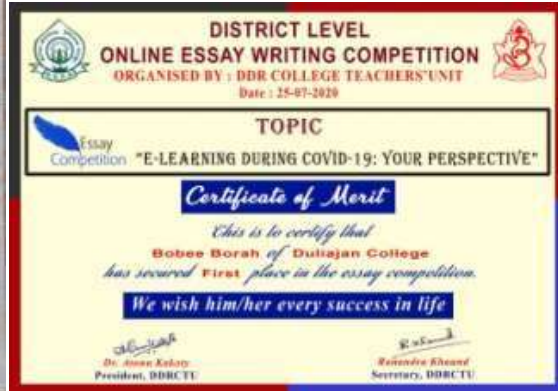 DISTRICT LEVEL
ONLINE ESSAY WRITING COMPETITION
ORGANISED BY : DDR COLLEGE TEACHERS'UNIT
Date : 25-07-2020
TOPIC
Essay
Competition "E-LEARNING DURING COVID-19: YOUR PERSPECTIVE"
Certificate of Merit
This is to certify that
Bobee Borah of Duliajan College
has secured First place in the essay competition.
We wish him/her every success in life
President, DDRCTU Secretary, DDRCTU